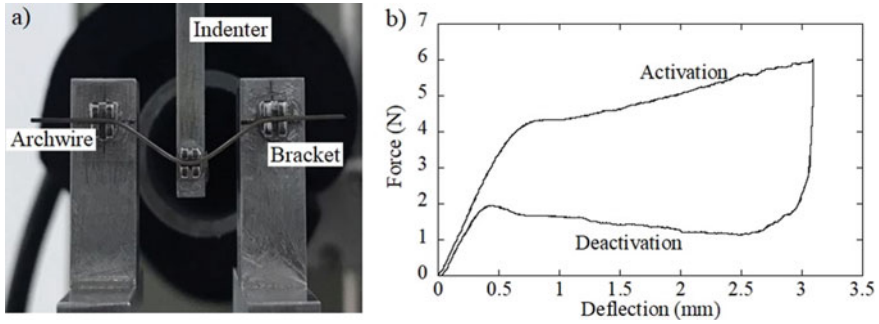 a)
Indenter
Archwire
Bracket
b)
7
6
5
4
3
2
1
0
Force (N)
Activation
Deactivation
0 0.5 1 1.5 2 2.5 3 3.5
Deflection (mm)